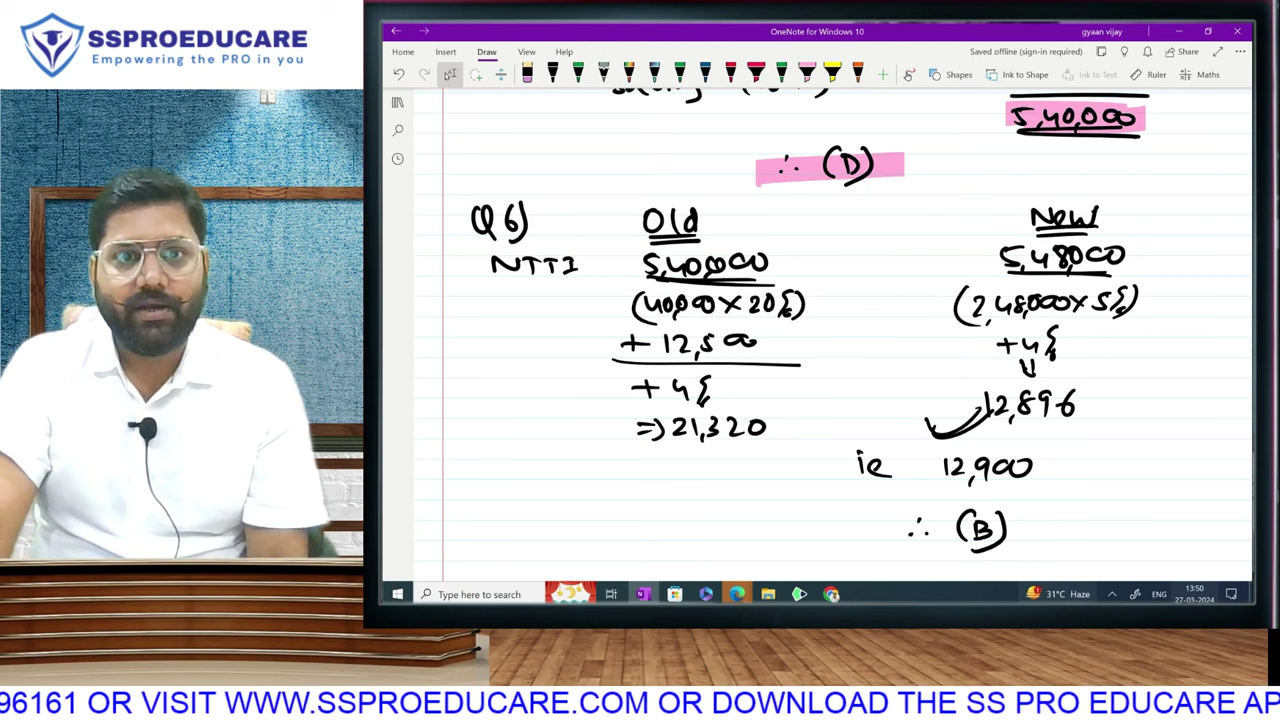 SSPROEDUCARE
Empowering the PRO in you
OneNote for Windows 10
gyaan vijay
Home Insert Draw View Help
Saved offline (sign-in required)
Share
Shapes
Ink to Shape
Ink to Text
Ruler
Maths
5,40,000
∴ (D)
Q6) Old New
NTTI 5,40,000 5,48,000
(40,000 × 20%) (2,48,000 × 5%)
+ 12,500 + 4%
+ 4% 12,896
⇒ 21,320
ie 12,900
∴ (B)
Type here to search
31°C Haze
ENG
13:50
27-03-2024
96161 OR VISIT WWW.SSPROEDUCARE.COM OR DOWNLOAD THE SS PRO EDUCARE AP